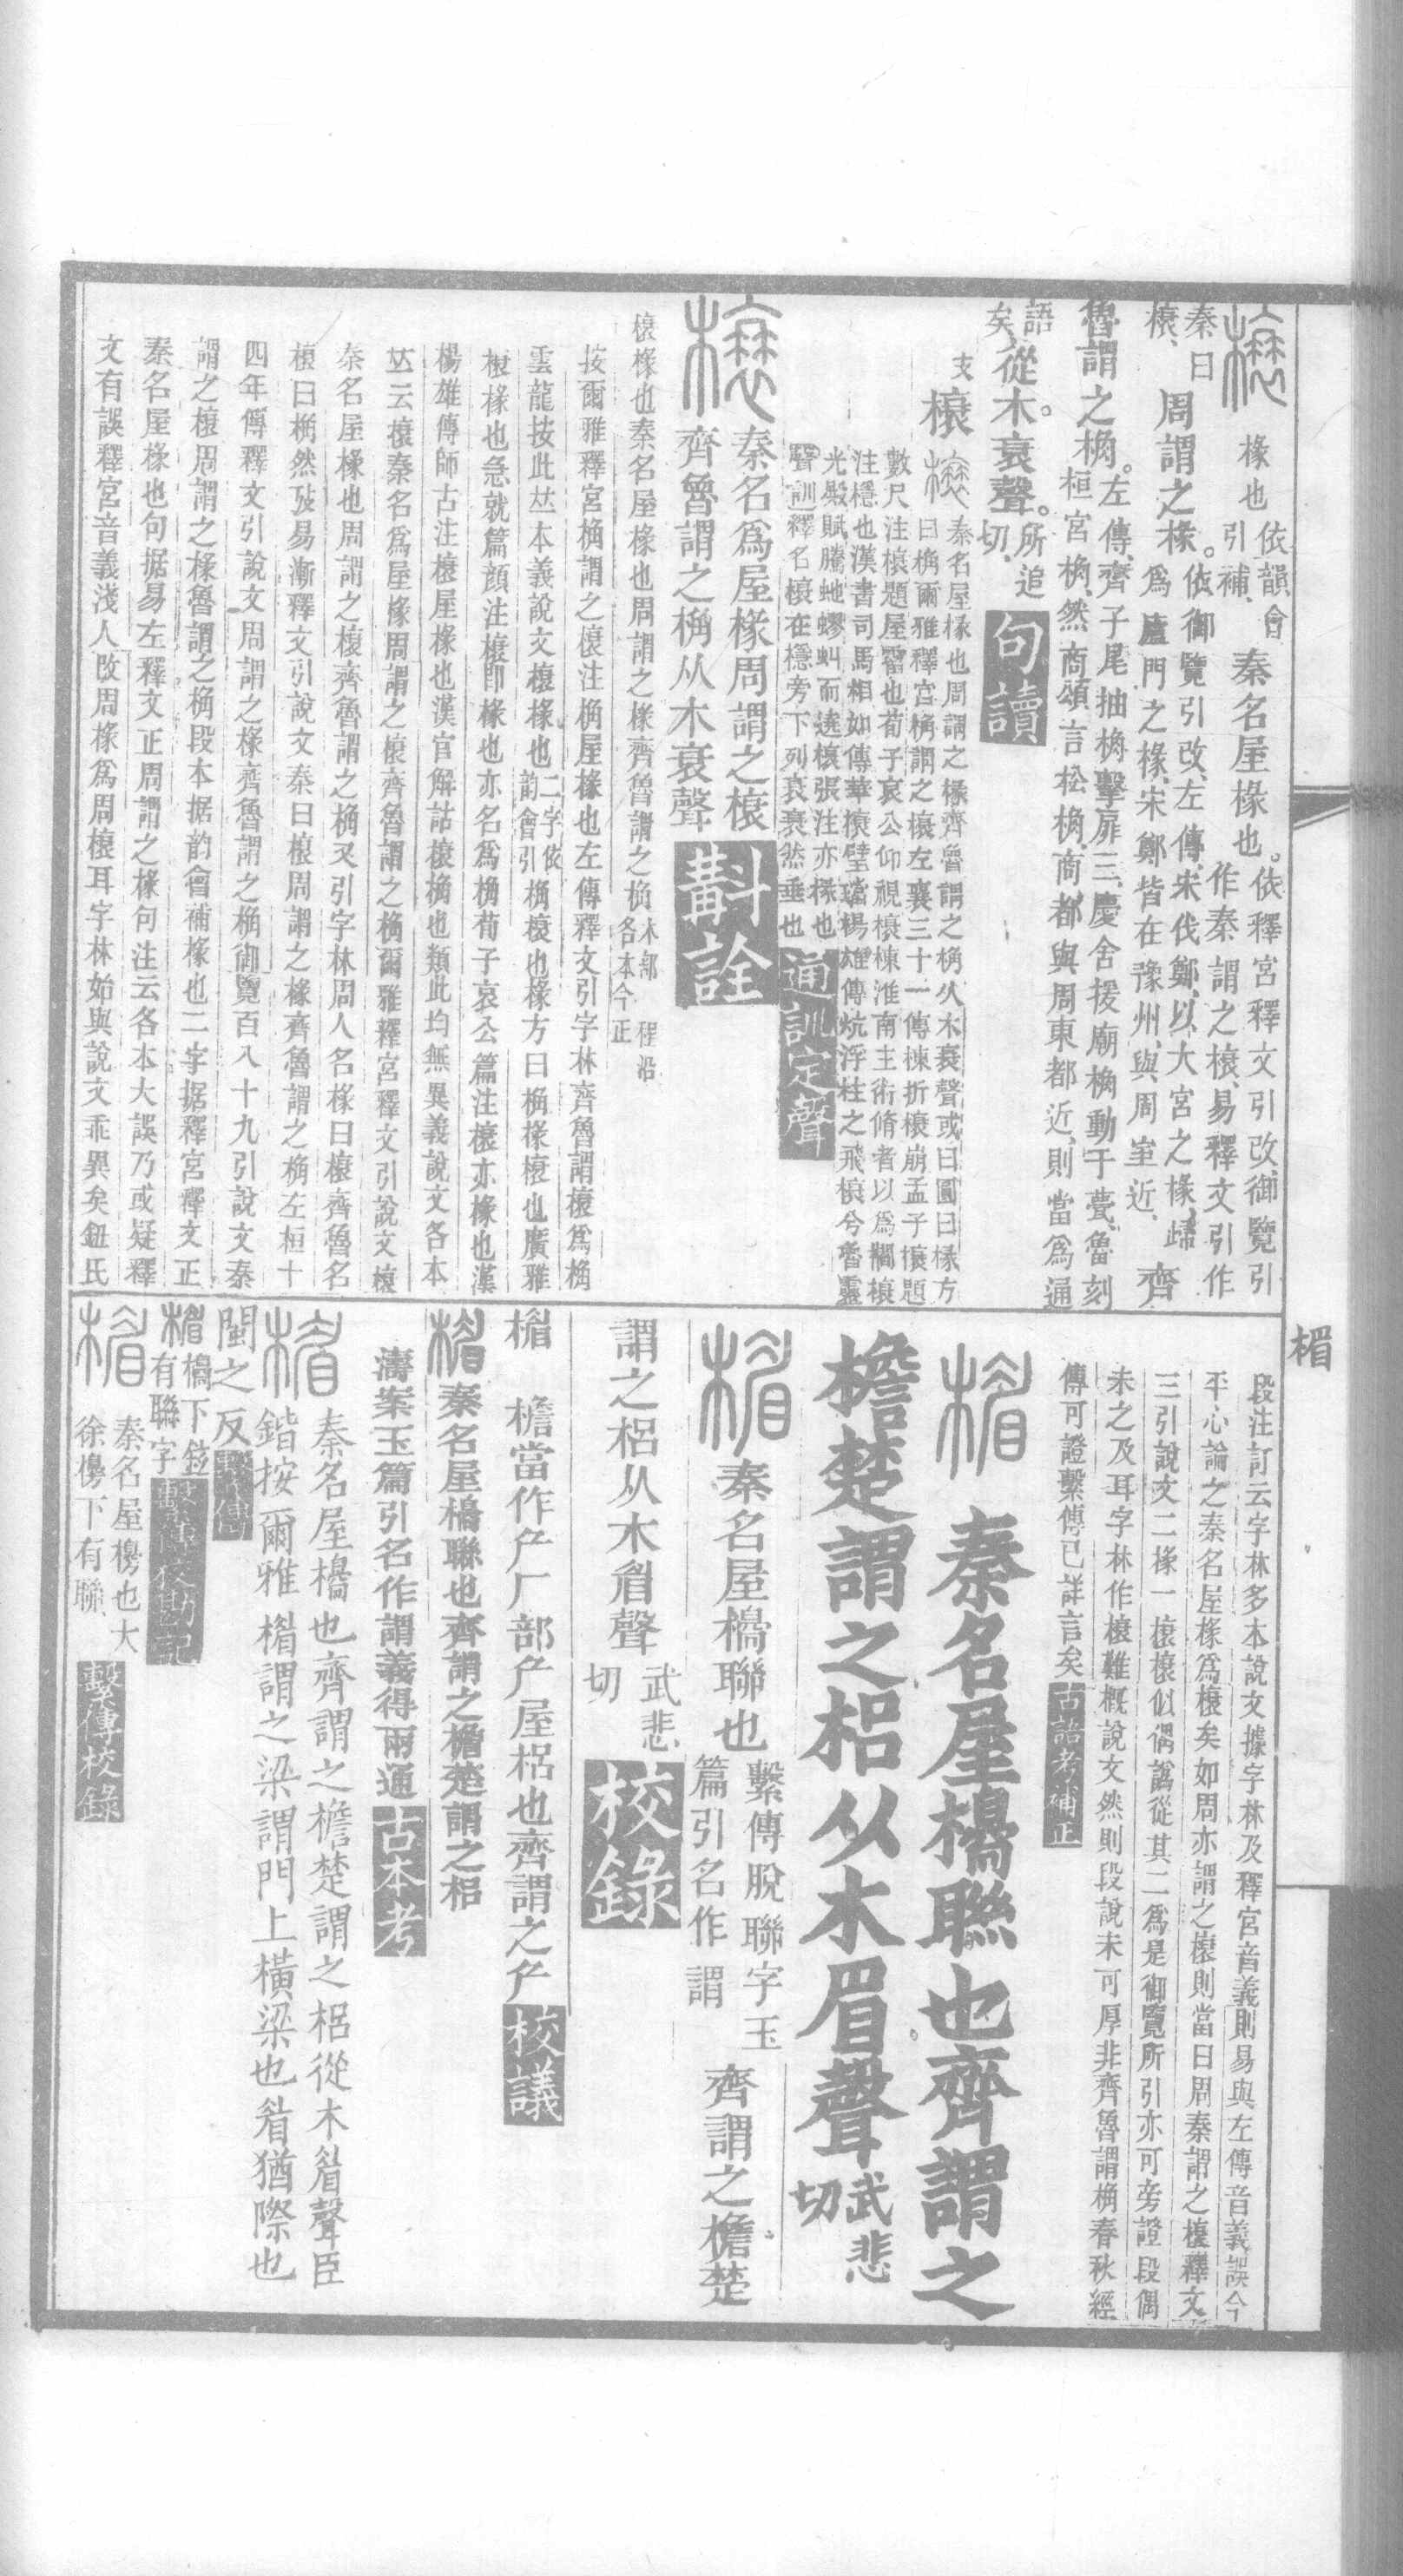 椽也依韻會
引補、秦名屋椽也。依釋宮釋文引改御覽引
作秦謂之榱、易釋文引作
秦曰
榱、周謂之椽。依御覽引改、左傳、宋伐鄭、以大宮之椽歸
爲盧門之椽、宋鄭皆在豫州、與周室近、齊
魯謂之桷。左傳、齊子尾抽桷擊扉三、慶舍援廟桷動于甍、魯刻
桓宮桷、然商頌言松桷、商都與周東都近、則當爲通
語
矣、從木。衰聲。所追
切、句讀
支
榱 秦名屋椽也周謂之椽齊魯謂之桷从木衰聲或曰圓曰椽方
曰桷爾雅釋宮桷謂之榱左襄三十一傳棟折榱崩孟子榱題
數尺注榱題屋霤也荀子哀公仰視榱棟淮南主術脩者以爲櫚榱
注穩也漢書司馬相如傳華榱璧璫楊雄傳炕浮柱之飛榱兮魯靈
光殿賦騰虵蟉虯而遶榱張注亦椽也
聲訓釋名榱在穩旁下列衰衰然垂也 通訓定聲
秦名爲屋椽周謂之榱
齊魯謂之桷从木衰聲 斠詮
榱椽也秦名屋椽也周謂之椽齊魯謂之桷木部 程沿
各本今正
按爾雅釋宮桷謂之榱注桷屋椽也左傳釋文引字林齊魯謂榱爲桷
雲龍按此竝本義說文榱椽也二字依
韵會引桷榱也椽方曰桷椽榱也廣雅
榱椽也急就篇顔注榱卽椽也亦名爲桷荀子哀公篇注榱亦椽也漢
楊雄傳師古注榱屋椽也漢官解詁榱桷也類此均無異義說文各本
竝云榱秦名爲屋椽周謂之榱齊魯謂之桷爾雅釋宮釋文引說文榱
秦名屋椽也周謂之榱齊魯謂之桷又引字林周人名椽曰榱齊魯名
榱曰桷然攷易漸釋文引說文秦曰榱周謂之椽齊魯謂之桷左桓十
四年傳釋文引說文周謂之椽齊魯謂之桷御覽百八十九引說文秦
謂之榱周謂之椽魯謂之桷段本据韵會補椽也二字据釋宮釋文正
秦名屋椽也句据易左釋文正周謂之椽句注云各本大誤乃或疑釋
文有誤釋宮音義淺人改周椽爲周榱耳字林始與說文乖異矣鈕氏
楣
段注訂云字林多本說文據字林及釋宮音義則易與左傳音義誤今
平心論之秦名屋椽爲榱矣如周亦謂之榱則當曰周秦謂之榱釋文
三引說文二椽一榱榱似偶譌從其二爲是御覽所引亦可旁證段偶
未之及耳字林作榱難槪說文然則段說未可厚非齊魯謂桷春秋經
傳可證繫傳已詳言矣 古語考補正
秦名屋櫋聯也齊謂之
檐楚謂之梠从木眉聲武悲
切
秦名屋櫋聯也繫傳脫聯字玉
篇引名作謂 齊謂之檐楚
謂之梠从木眉聲武悲
切 校錄
楣 檐當作产厂部产屋梠也齊謂之产 校議
秦名屋櫋聯也齊謂之檐楚謂之梠
濤案玉篇引名作謂義得兩通 古本考
秦名屋櫋也齊謂之檐楚謂之梠從木眉聲臣
鍇按爾雅楣謂之梁謂門上橫梁也眉猶際也
閩之反 繫傳
楣櫋下竝
有聯字 繫傳校勘記
秦名屋櫋也大
徐櫋下有聯 繫傳校錄